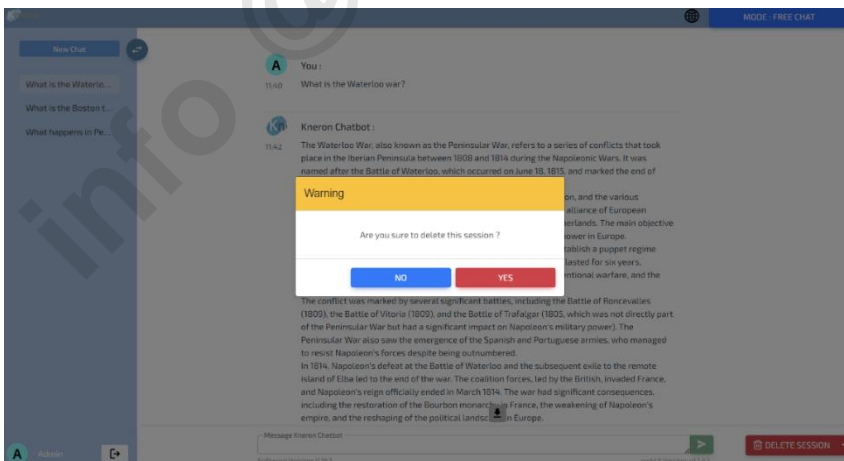 MODE : FREE CHAT
New Chat
What is the Waterlo...
What is the Boston t...
What happens in Pe...
A
You :
11:40
What is the Waterloo war?
Kn
Kneron Chatbot :
11:42
The Waterloo War, also known as the Peninsular War, refers to a series of conflicts that took
place in the Iberian Peninsula between 1808 and 1814 during the Napoleonic Wars. It was
named after the Battle of Waterloo, which occurred on June 18, 1815, and marked the end of
on, and the various
alliance of European
erlands. The main objective
ower in Europe.
tablish a puppet regime
lasted for six years,
entional warfare, and the
Warning
Are you sure to delete this session ?
NO
YES
The conflict was marked by several significant battles, including the Battle of Roncevalles
(1809), the Battle of Vitoria (1809), and the Battle of Trafalgar (1805, which was not directly part
of the Peninsular War but had a significant impact on Napoleon's military power). The
Peninsular War also saw the emergence of the Spanish and Portuguese armies, who managed
to resist Napoleon's forces despite being outnumbered.
In 1814, Napoleon's defeat at the Battle of Waterloo and the subsequent exile to the remote
island of Elba led to the end of the war. The coalition forces, led by the British, invaded France,
and Napoleon's reign officially ended in March 1814. The war had significant consequences,
including the restoration of the Bourbon monarchy in France, the weakening of Napoleon's
empire, and the reshaping of the political landsc n Europe.
Message Kneron Chatbot
A
Admin
DELETE SESSION
info @